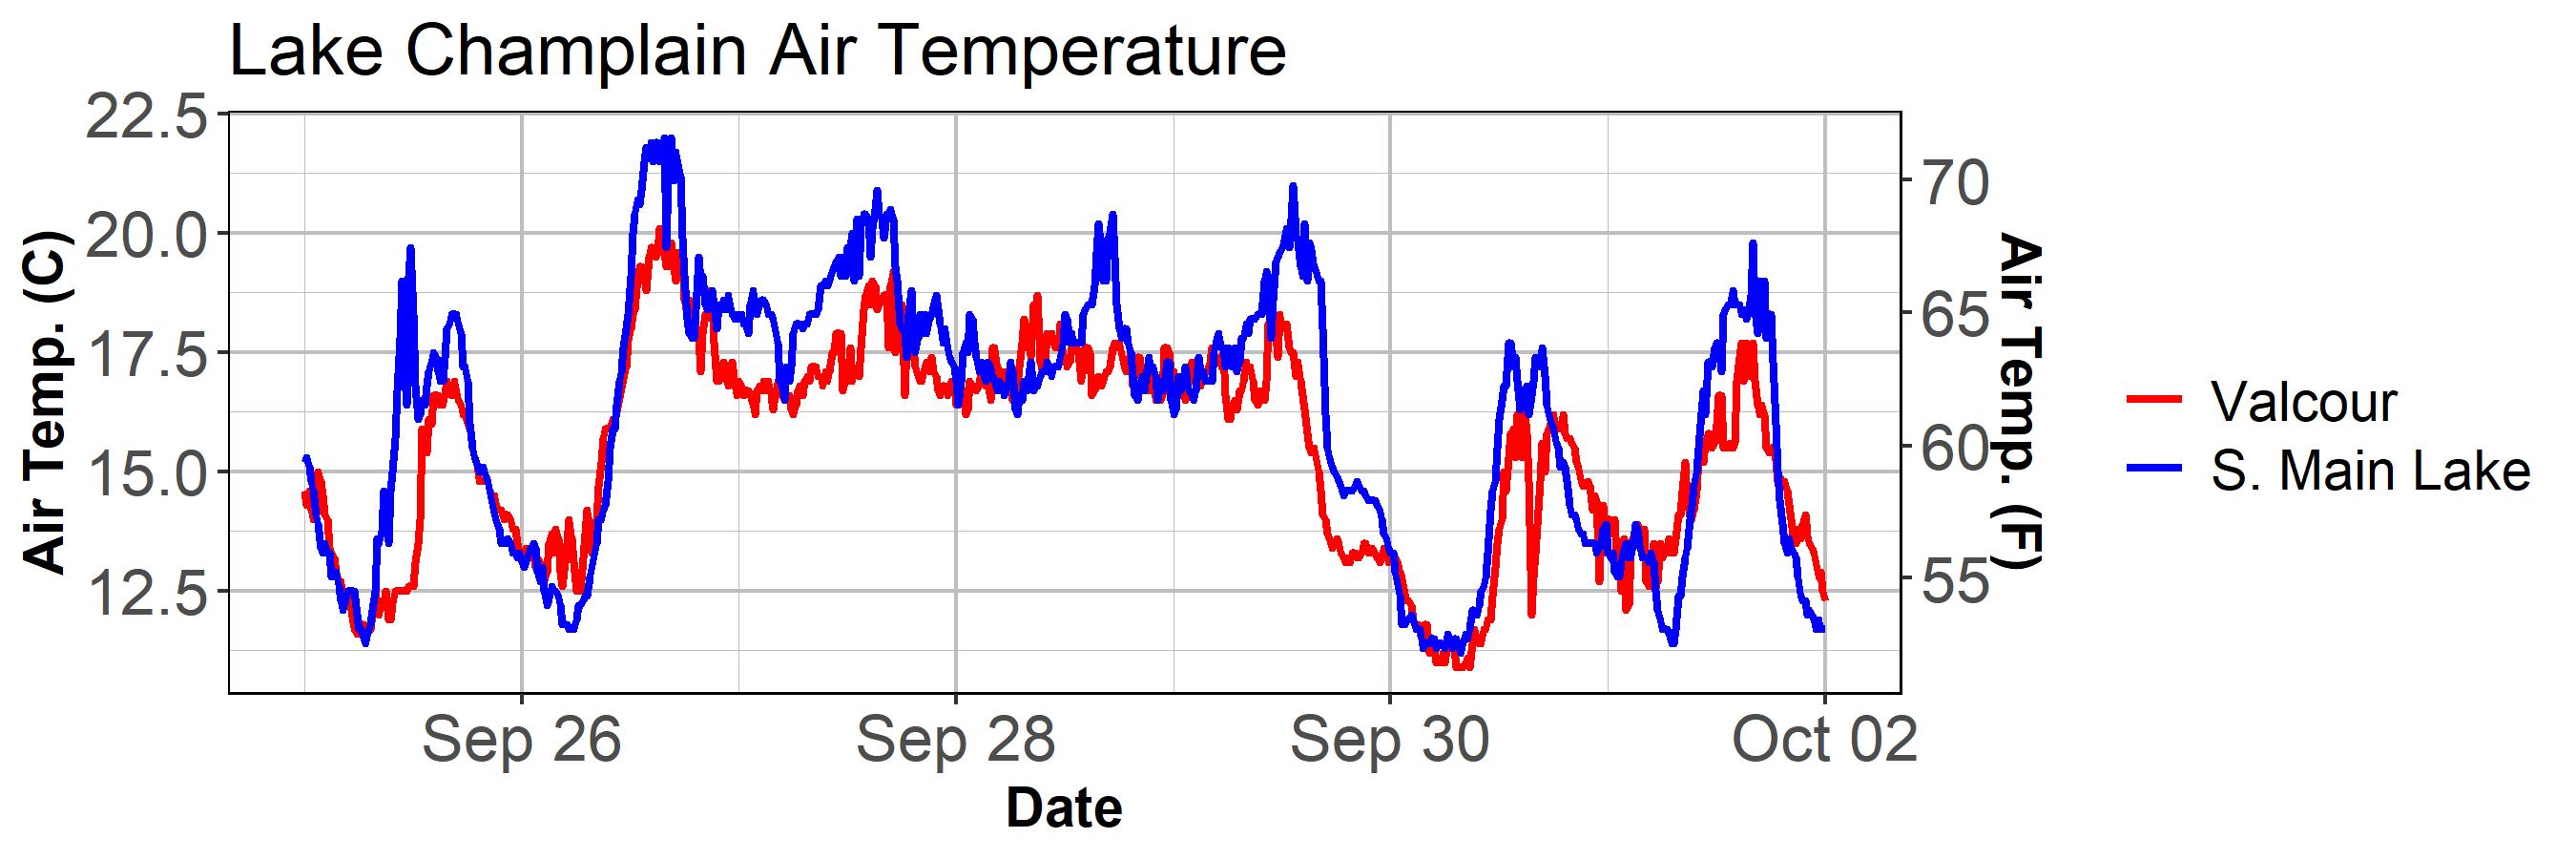 Lake Champlain Air Temperature
22.5
20.0
17.5
15.0
12.5
Air Temp. (C)
70
65
60
55
Air Temp. (F)
Sep 26
Sep 28
Sep 30
Oct 02
Date
Valcour
S. Main Lake